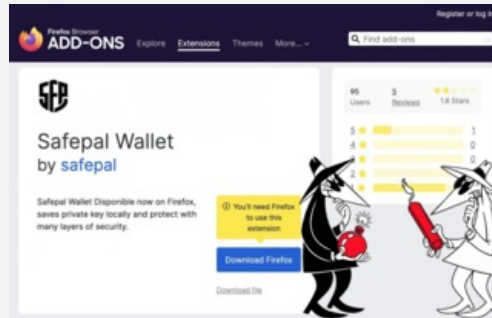 Register or log in
Firefox Browser
ADD-ONS
Explore
Extensions
Themes
More...
Find add-ons
SFP
Safepal Wallet
by safepal
Safepal Wallet Disponible now on Firefox,
saves private key locally and protect with
many layers of security.
You'll need Firefox
to use this
extension
Download Firefox
Download file
95
Users
5
Reviews
1.8 Stars
5
1
4
0
3
0
2
1